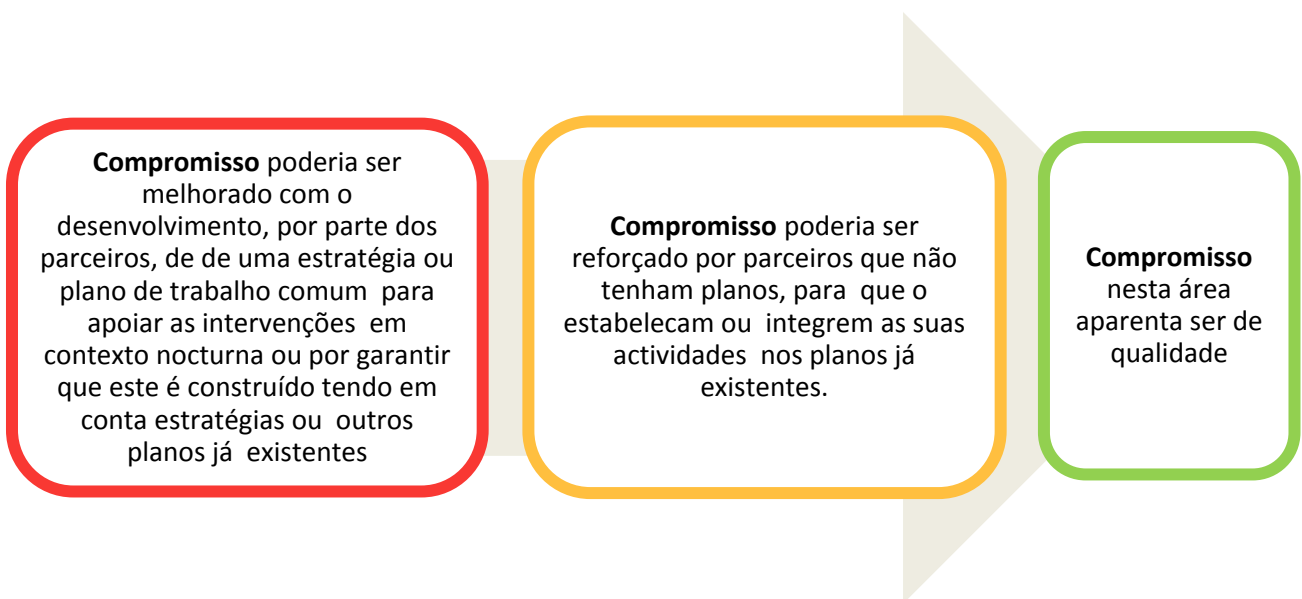 Compromisso poderia ser
melhorado com o
desenvolvimento, por parte dos
parceiros, de de uma estratégia ou
plano de trabalho comum para
apoiar as intervenções em
contexto nocturna ou por garantir
que este é construído tendo em
conta estratégias ou outros
planos já existentes
Compromisso poderia ser
reforçado por parceiros que não
tenham planos, para que o
estabelecam ou integrem as suas
actividades nos planos já
existentes.
Compromisso
nesta área
aparenta ser de
qualidade